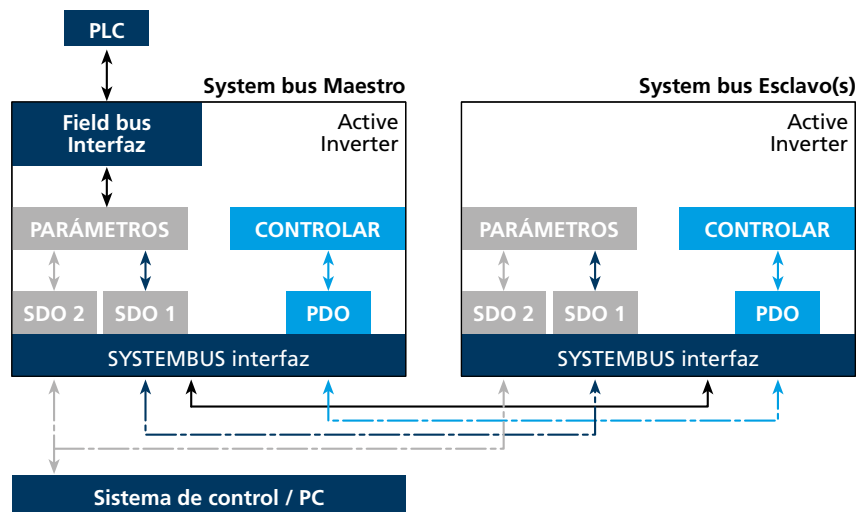 PLC
System bus Maestro
Field bus
Interfaz
Active
Inverter
PARÁMETROS
CONTROLAR
SDO 2
SDO 1
PDO
SYSTEMBUS interfaz
System bus Esclavo(s)
Active
Inverter
PARÁMETROS
CONTROLAR
SDO 2
SDO 1
PDO
SYSTEMBUS interfaz
Sistema de control / PC